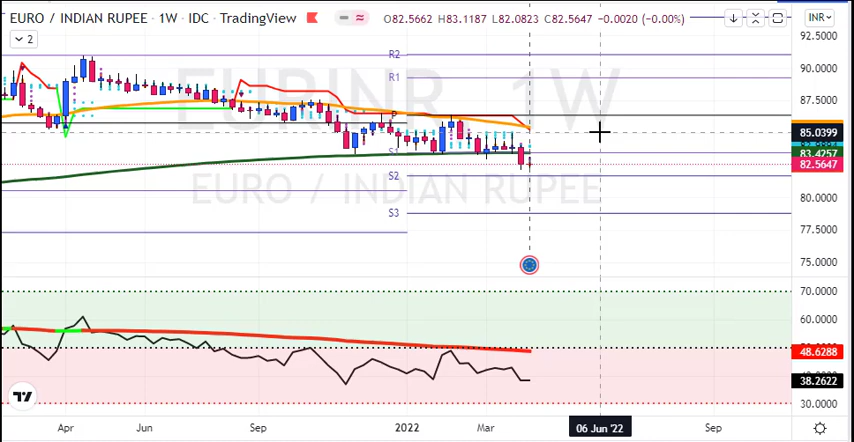 EURO / INDIAN RUPEE · 1W · IDC · TradingView O82.5662 H83.1187 L82.0823 C82.5647 −0.0020 (−0.00%) INR
2
92.5000
R2
90.0000
R1
EURINR 1W
87.5000
P
85.0399
S1 83.4257
82.5647
S2
EURO / INDIAN RUPEE
80.0000
S3
77.5000
75.0000
70.0000
60.0000
48.6288
38.2622
30.0000
Apr Jun Sep 2022 Mar 06 Jun '22 Sep